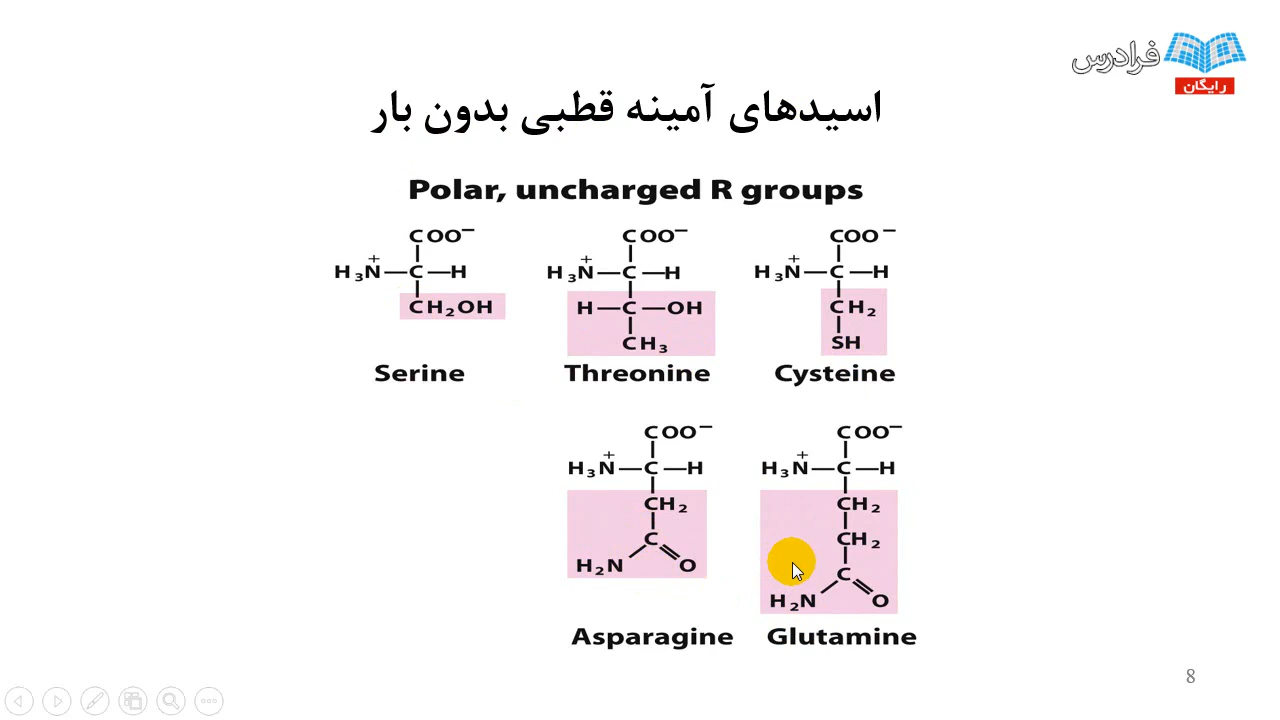 فرادرس
رایگان
اسیدهای آمینه قطبی بدون بار
Polar, uncharged R groups
COO⁻ COO⁻ COO⁻
H₃N⁺—C—H H₃N⁺—C—H H₃N⁺—C—H
CH₂OH H—C—OH CH₂
CH₃ SH
Serine Threonine Cysteine
COO⁻ COO⁻
H₃N⁺—C—H H₃N⁺—C—H
CH₂ CH₂
C CH₂
H₂N O C
H₂N O
Asparagine Glutamine
8